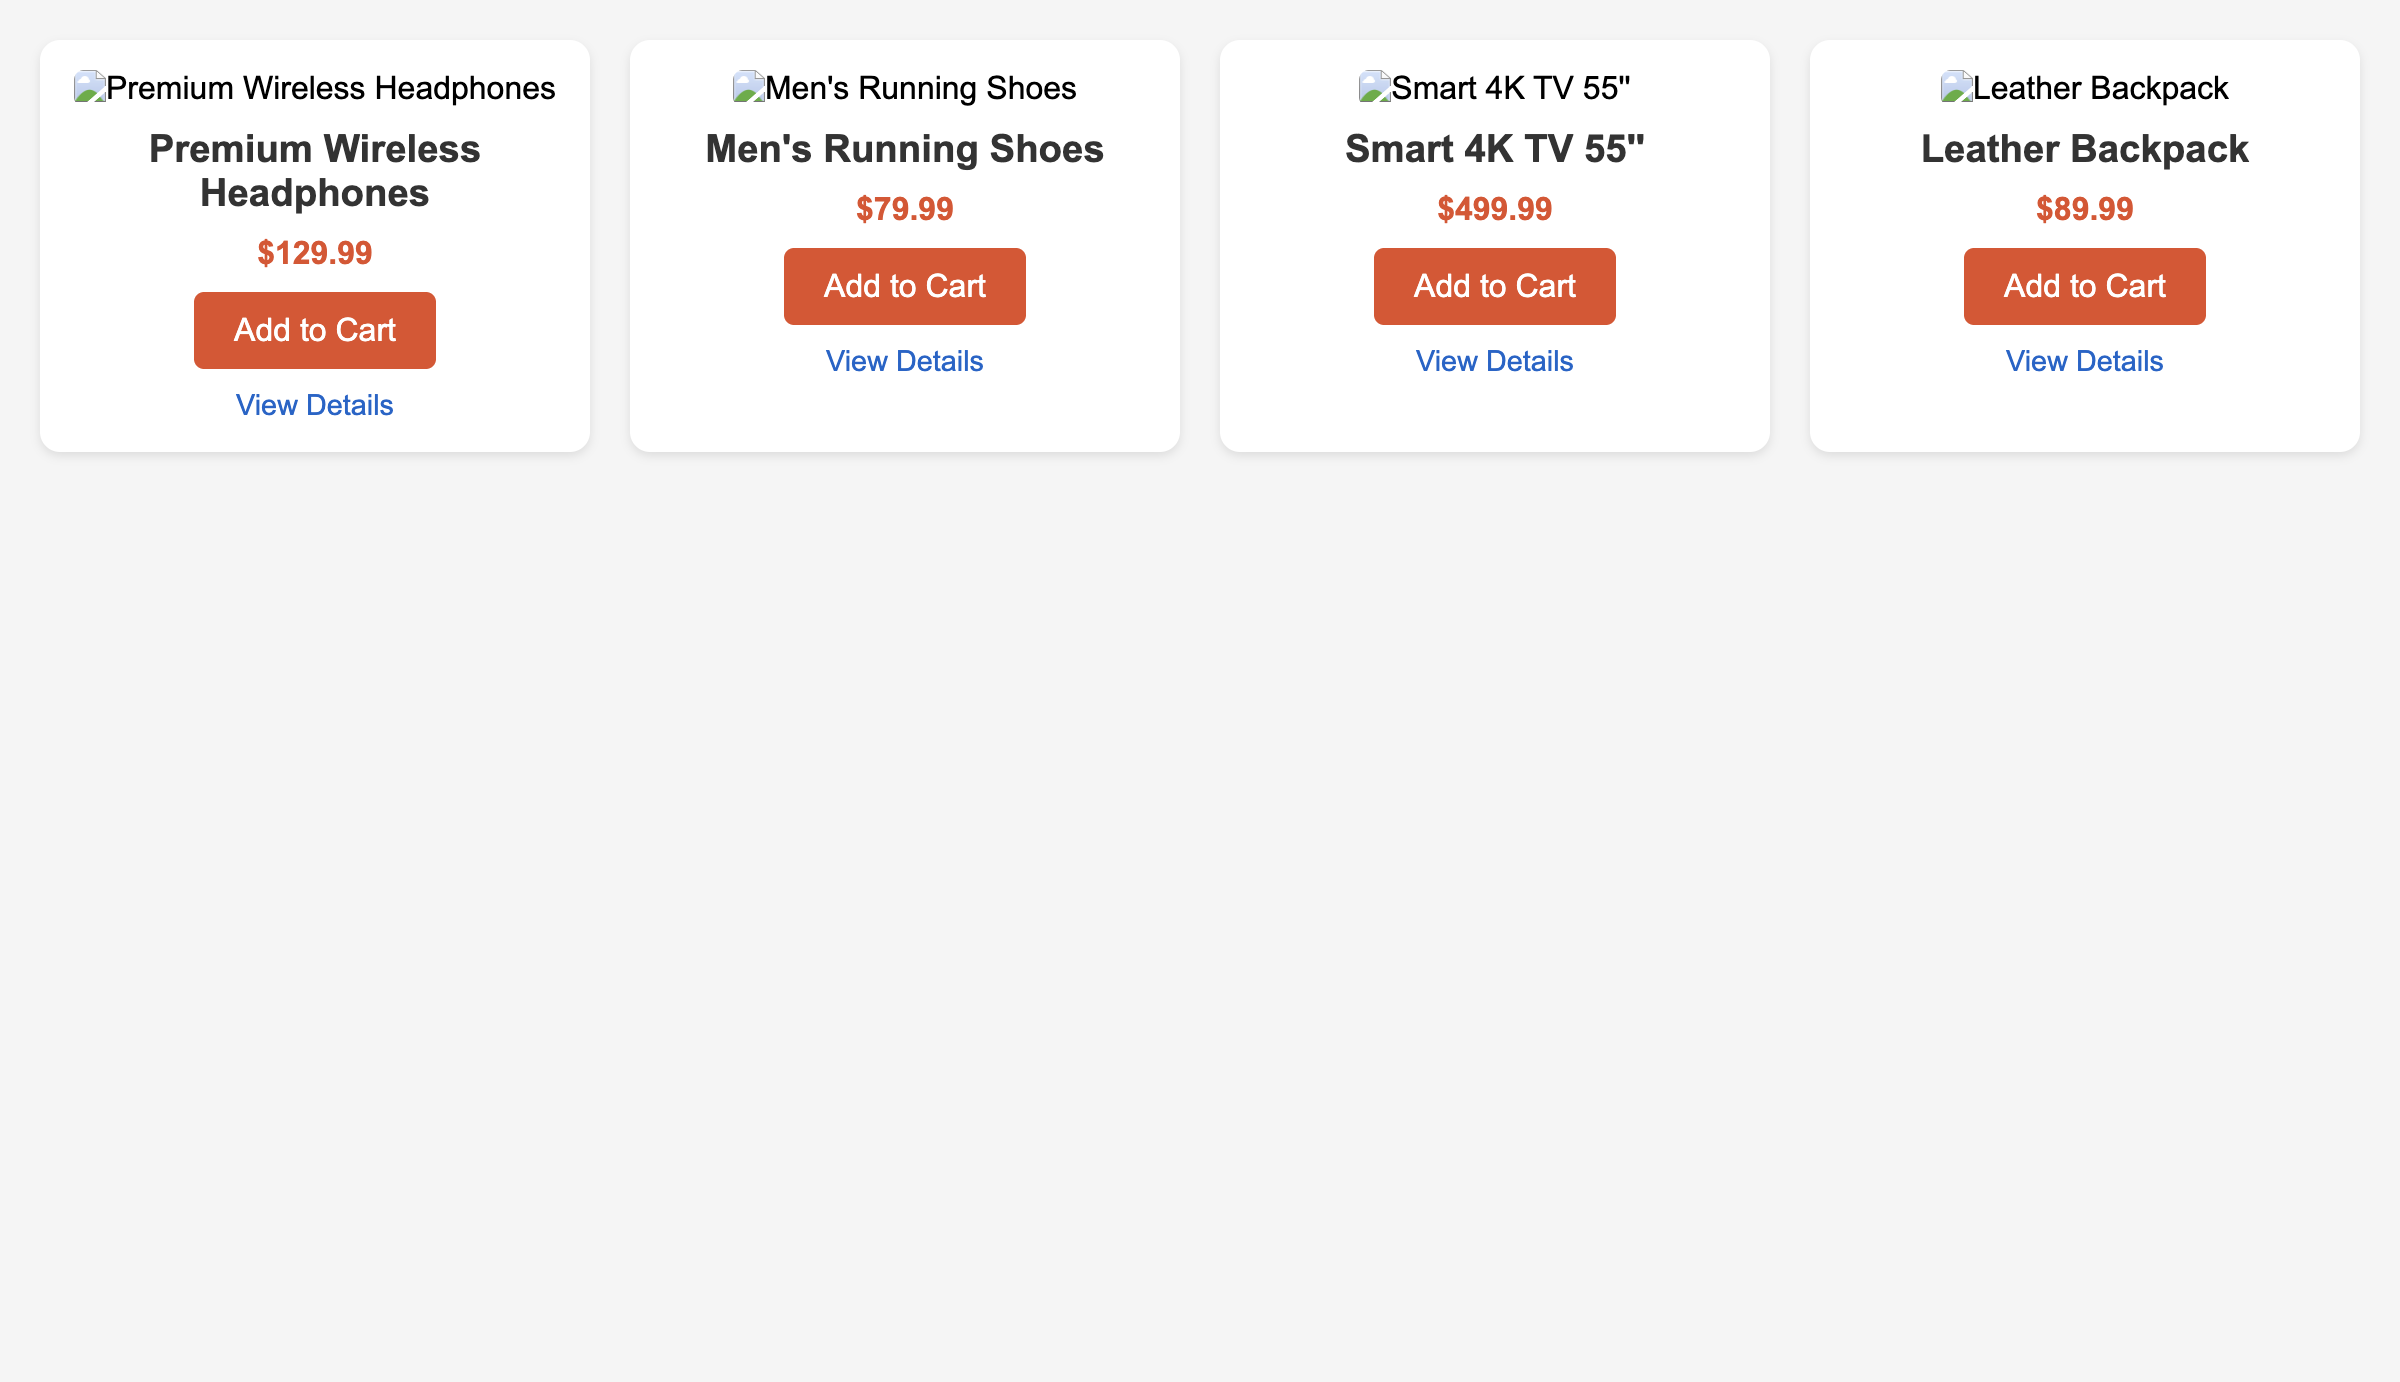 Premium Wireless Headphones
Premium Wireless
Headphones
$129.99
Add to Cart
View Details
Men's Running Shoes
Men's Running Shoes
$79.99
Add to Cart
View Details
Smart 4K TV 55"
Smart 4K TV 55"
$499.99
Add to Cart
View Details
Leather Backpack
Leather Backpack
$89.99
Add to Cart
View Details